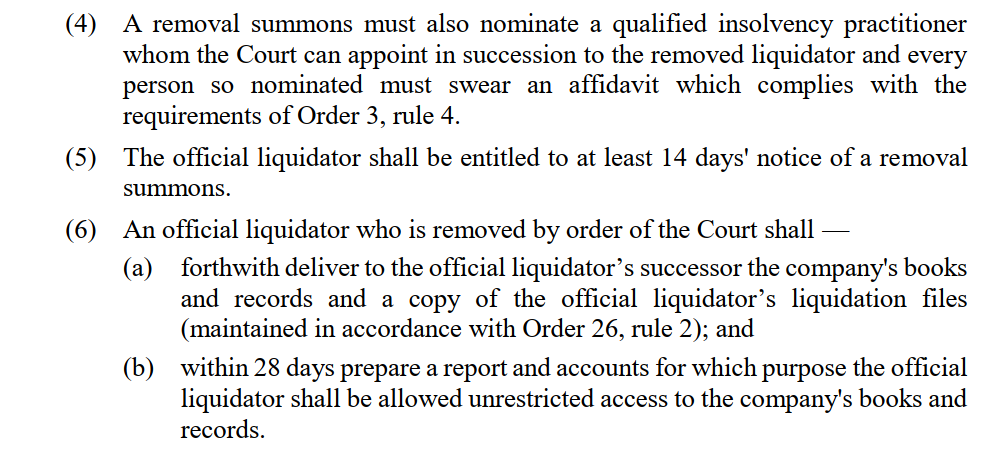 (4) A removal summons must also nominate a qualified insolvency practitioner
whom the Court can appoint in succession to the removed liquidator and every
person so nominated must swear an affidavit which complies with the
requirements of Order 3, rule 4.
(5) The official liquidator shall be entitled to at least 14 days' notice of a removal
summons.
(6) An official liquidator who is removed by order of the Court shall —
(a) forthwith deliver to the official liquidator’s successor the company's books
and records and a copy of the official liquidator’s liquidation files
(maintained in accordance with Order 26, rule 2); and
(b) within 28 days prepare a report and accounts for which purpose the official
liquidator shall be allowed unrestricted access to the company's books and
records.